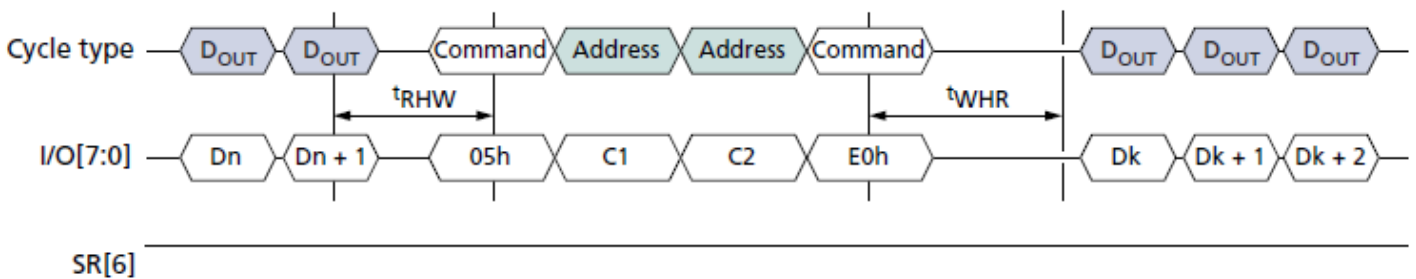 Cycle type DOUT DOUT Command Address Address Command DOUT DOUT DOUT
tRHW tWHR
I/O[7:0] Dn Dn + 1 05h C1 C2 E0h Dk Dk + 1 Dk + 2
SR[6]